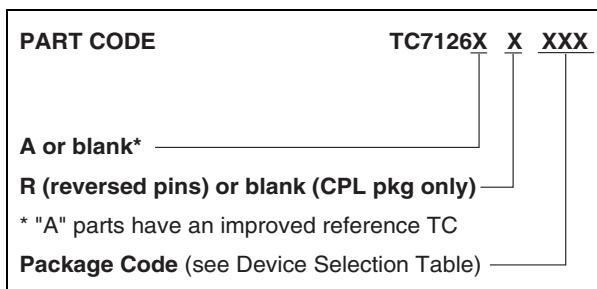 PART CODE TC7126X X XXX
A or blank*
R (reversed pins) or blank (CPL pkg only)
* "A" parts have an improved reference TC
Package Code (see Device Selection Table)